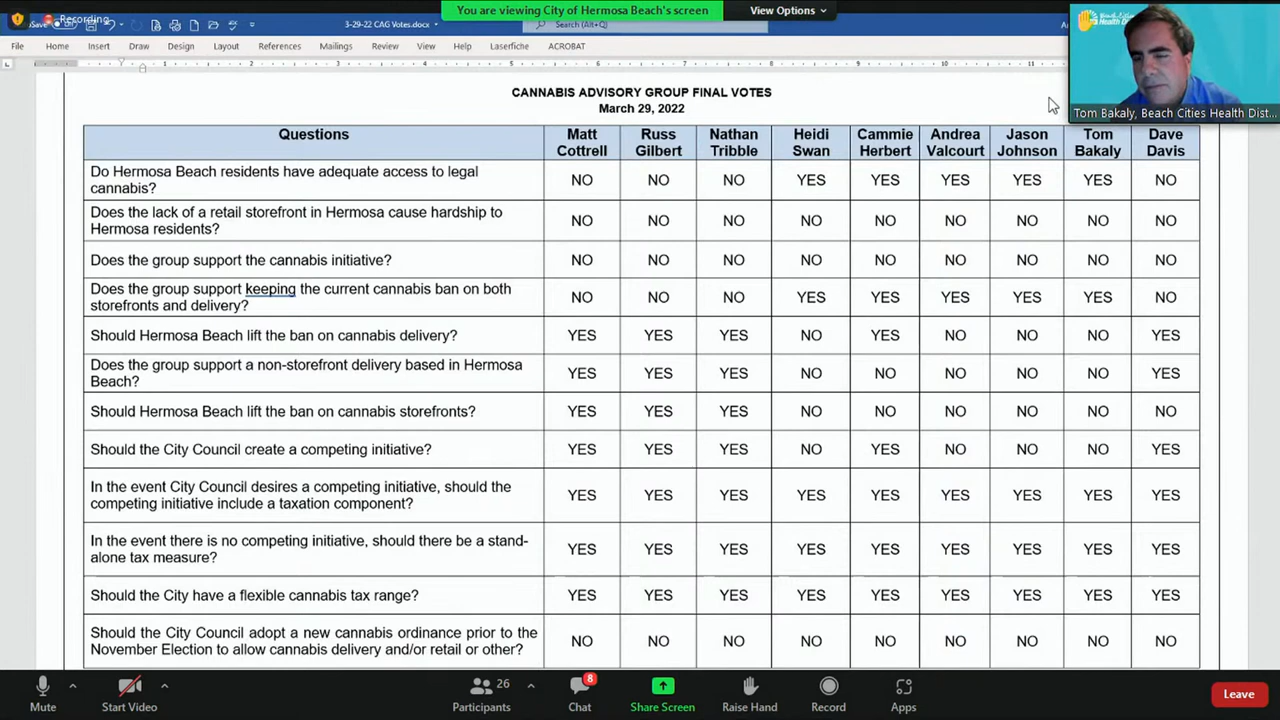 You are viewing City of Hermosa Beach's screen
View Options
Recording
3-29-22 CAG Votes.docx
Search (Alt+Q)
File Home Insert Draw Design Layout References Mailings Review View Help Laserfiche ACROBAT
Tom Bakaly, Beach Cities Health Dist...
CANNABIS ADVISORY GROUP FINAL VOTES
March 29, 2022
Questions Matt Cottrell Russ Gilbert Nathan Tribble Heidi Swan Cammie Herbert Andrea Valcourt Jason Johnson Tom Bakaly Dave Davis
Do Hermosa Beach residents have adequate access to legal
cannabis?
NO NO NO YES YES YES YES YES NO
Does the lack of a retail storefront in Hermosa cause hardship to
Hermosa residents?
NO NO NO NO NO NO NO NO NO
Does the group support the cannabis initiative?
NO NO NO NO NO NO NO NO NO
Does the group support keeping the current cannabis ban on both
storefronts and delivery?
NO NO NO YES YES YES YES YES NO
Should Hermosa Beach lift the ban on cannabis delivery?
YES YES YES NO YES NO NO NO YES
Does the group support a non-storefront delivery based in Hermosa
Beach?
YES YES YES NO NO NO NO NO YES
Should Hermosa Beach lift the ban on cannabis storefronts?
YES YES YES NO NO NO NO NO NO
Should the City Council create a competing initiative?
YES YES YES NO YES NO NO NO YES
In the event City Council desires a competing initiative, should the
competing initiative include a taxation component?
YES YES YES YES YES YES YES YES YES
In the event there is no competing initiative, should there be a stand-
alone tax measure?
YES YES YES YES YES YES YES YES YES
Should the City have a flexible cannabis tax range?
YES YES YES YES YES YES YES YES YES
Should the City Council adopt a new cannabis ordinance prior to the
November Election to allow cannabis delivery and/or retail or other?
NO NO NO NO NO NO NO NO NO
26 8
Mute Start Video Participants Chat Share Screen Raise Hand Record Apps Leave